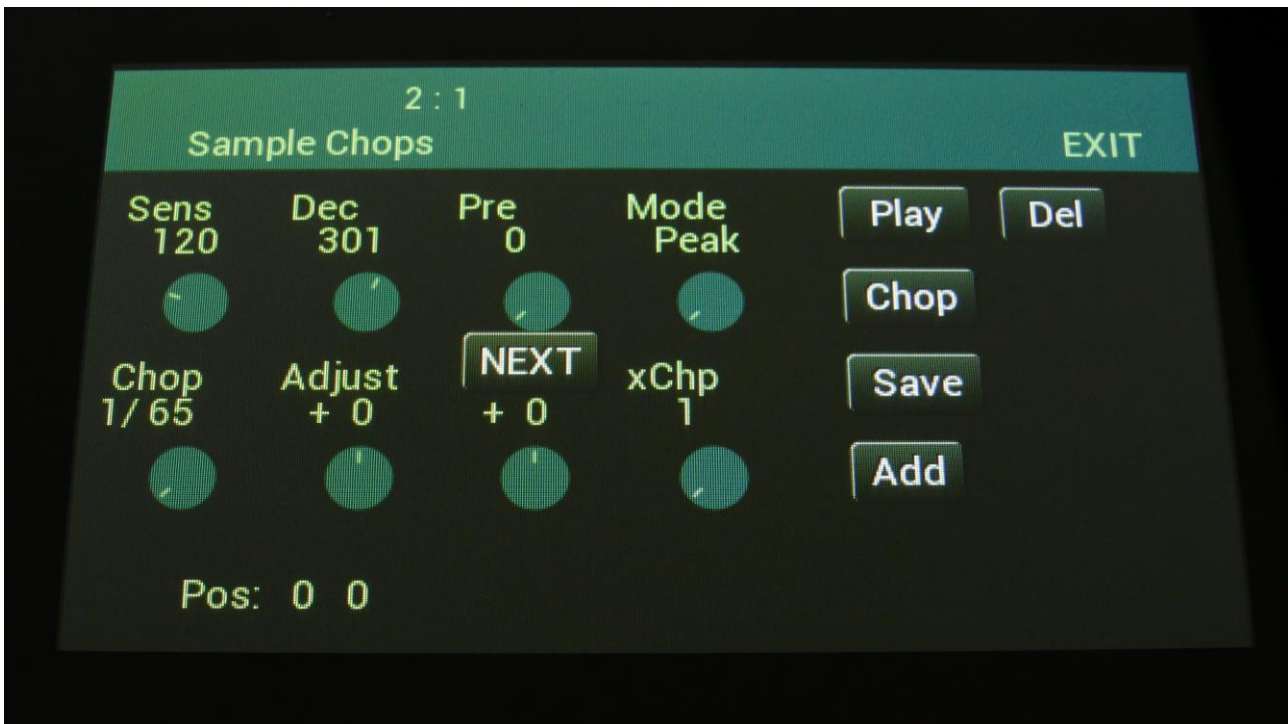 2 : 1
Sample Chops EXIT
Sens Dec Pre Mode Play Del
120 301 0 Peak
Chop
NEXT
Chop Adjust xChp Save
1/ 65 + 0 + 0 1
Add
Pos: 0 0